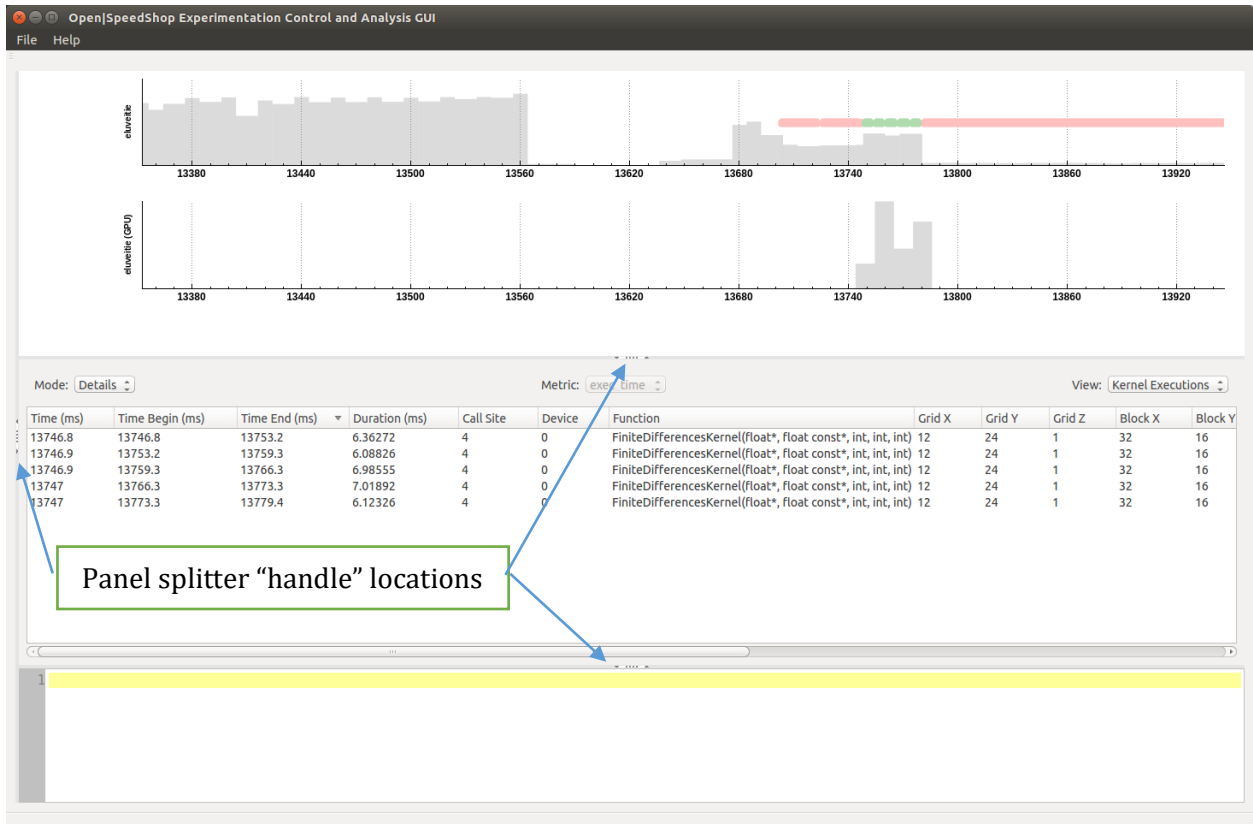 Open|SpeedShop Experimentation Control and Analysis GUI
File Help
eluveitie
13380 13440 13500 13560 13620 13680 13740 13800 13860 13920
eluveitie (GPU)
13380 13440 13500 13560 13620 13680 13740 13800 13860 13920
Mode: Details Metric: exec time View: Kernel Executions
Time (ms) Time Begin (ms) Time End (ms) Duration (ms) Call Site Device Function Grid X Grid Y Grid Z Block X Block Y
13746.8 13746.8 13753.2 6.36272 4 0 FiniteDifferencesKernel(float*, float const*, int, int, int) 12 24 1 32 16
13746.9 13753.2 13759.3 6.08826 4 0 FiniteDifferencesKernel(float*, float const*, int, int, int) 12 24 1 32 16
13746.9 13759.3 13766.3 6.98555 4 0 FiniteDifferencesKernel(float*, float const*, int, int, int) 12 24 1 32 16
13747 13766.3 13773.3 7.01892 4 0 FiniteDifferencesKernel(float*, float const*, int, int, int) 12 24 1 32 16
13747 13773.3 13779.4 6.12326 4 0 FiniteDifferencesKernel(float*, float const*, int, int, int) 12 24 1 32 16
Panel splitter “handle” locations
1